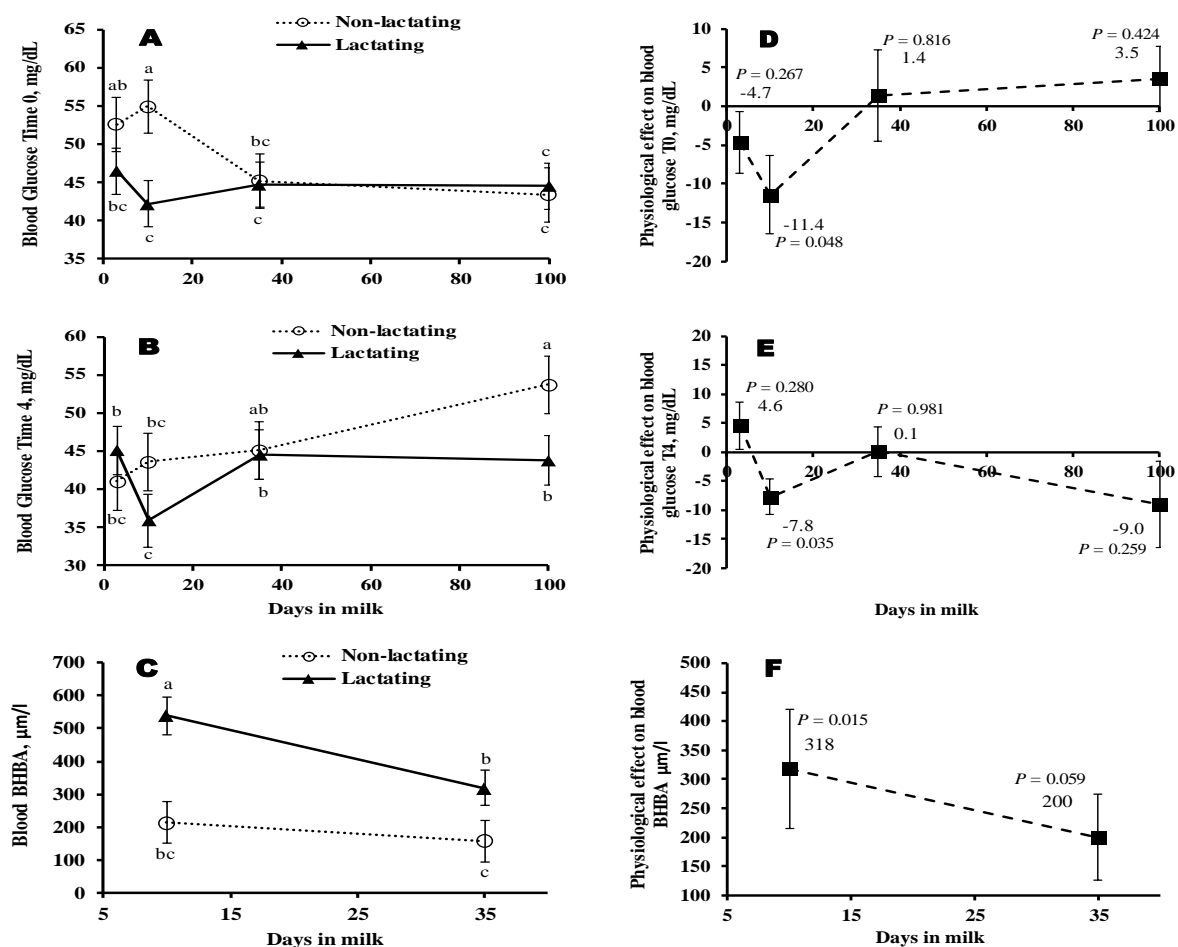 A
Non-lactating
Lactating
Blood Glucose Time 0, mg/dL
65
60
55
50
45
40
35
0
20
40
60
80
100
ab
a
bc
c
c
bc
c
c
D
Physiological effect on blood
glucose T0, mg/dL
10
5
0
-5
-10
-15
-20
0
20
40
60
80
100
P = 0.267
-4.7
-11.4
P = 0.048
P = 0.816
1.4
P = 0.424
3.5
B
Non-lactating
Lactating
Blood Glucose Time 4, mg/dL
60
55
50
45
40
35
30
0
20
40
60
80
100
Days in milk
b
bc
ab
a
bc
c
b
b
E
Physiological effect on blood
glucose T4, mg/dL
20
15
10
5
0
-5
-10
-15
-20
0
20
40
60
80
100
Days in milk
P = 0.280
4.6
-7.8
P = 0.035
P = 0.981
0.1
-9.0
P = 0.259
C
Non-lactating
Lactating
Blood BHBA, µm/l
700
600
500
400
300
200
100
0
5
15
25
35
Days in milk
a
b
bc
c
F
Physiological effect on blood
BHBA µm/l
500
450
400
350
300
250
200
150
100
5
15
25
35
Days in milk
P = 0.015
318
P = 0.059
200